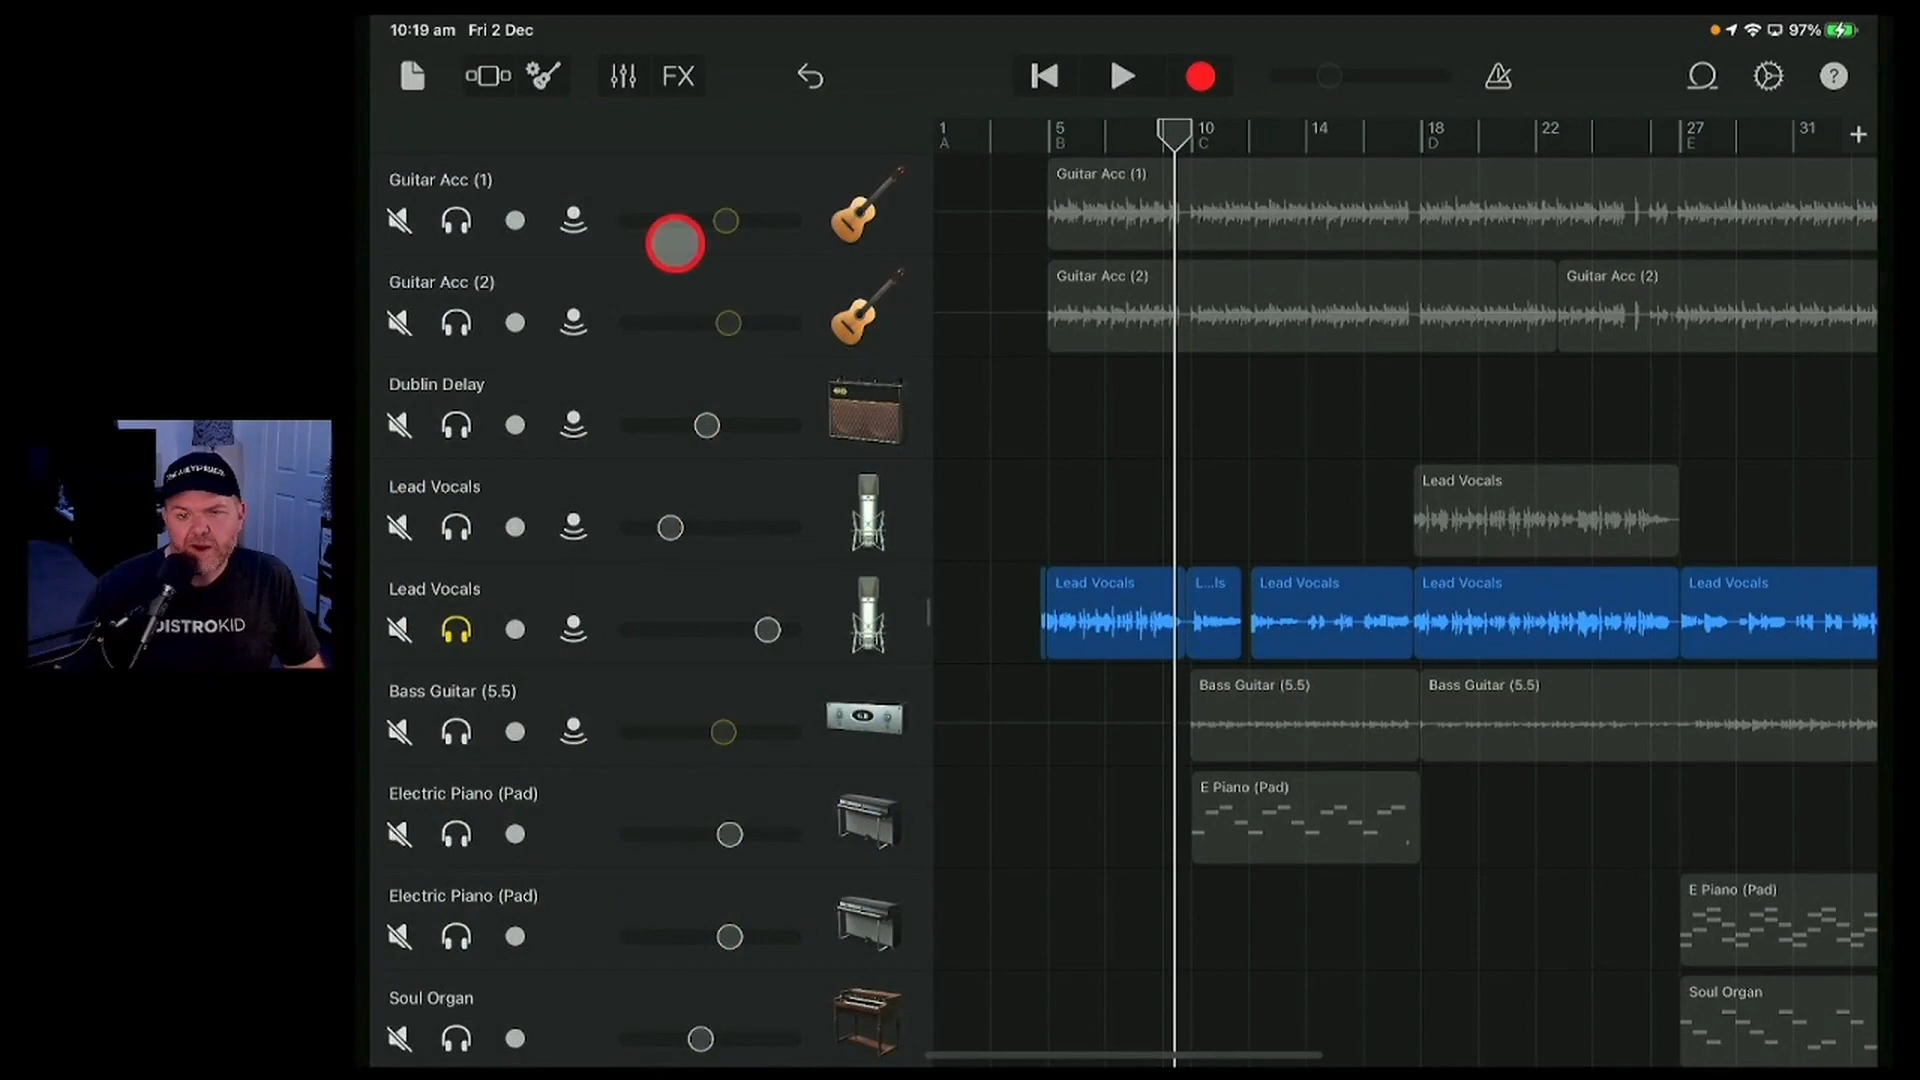 10:19 am Fri 2 Dec
97%
FX
?
1 5 10 14 18 22 27 31 +
A B C D E
Guitar Acc (1)
Guitar Acc (1)
Guitar Acc (2)
Guitar Acc (2) Guitar Acc (2)
Dublin Delay
Lead Vocals
Lead Vocals
Lead Vocals
Lead Vocals L...ls Lead Vocals Lead Vocals Lead Vocals
Bass Guitar (5.5)
Bass Guitar (5.5) Bass Guitar (5.5)
Electric Piano (Pad)
E Piano (Pad)
Electric Piano (Pad)
E Piano (Pad)
Soul Organ
Soul Organ
DISTROKID